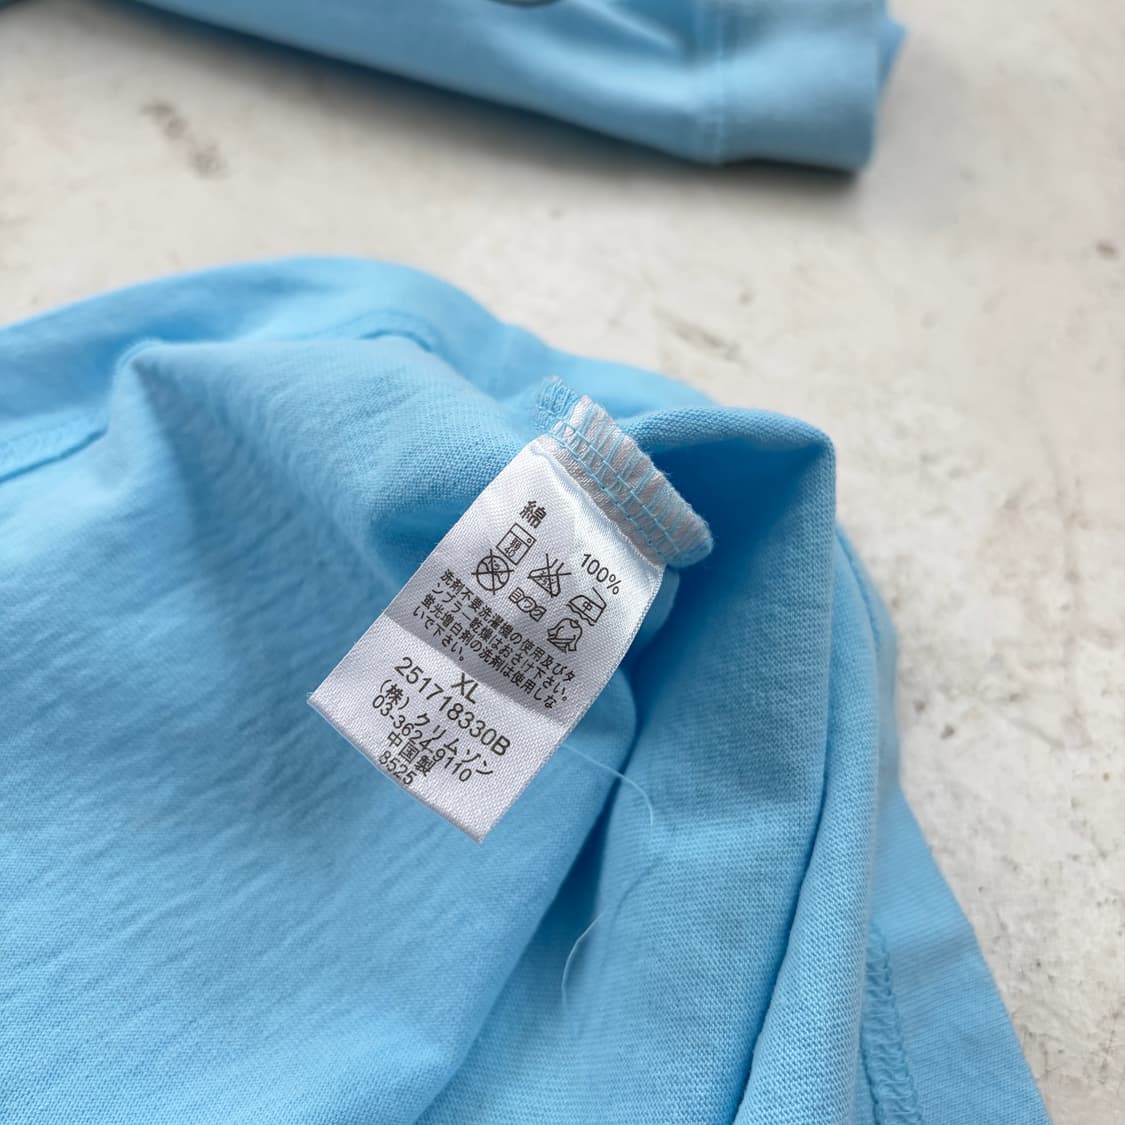 綿 100%
洗剤不要洗濯機の使用及びタ
ンブラー乾燥はおさけ下さい。
蛍光増白剤の洗剤は使用しな
いで下さい。
XL
251718330B
(株)クリムゾン
03-3624-9110
中国製
8525